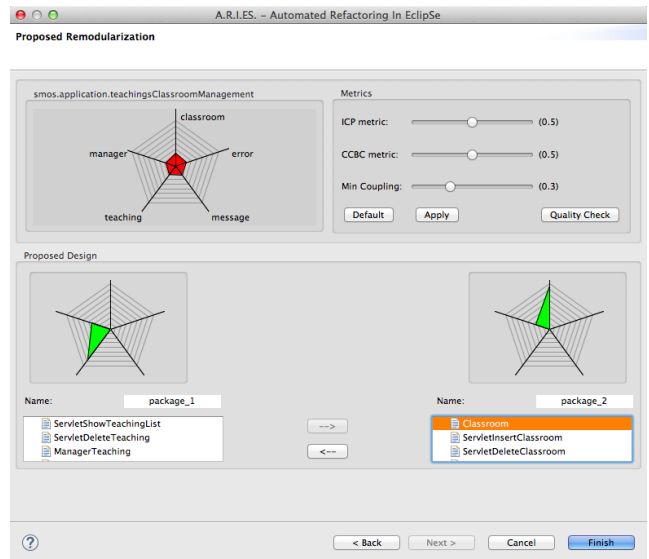 A.R.I.ES. - Automated Refactoring In EclipSe
Proposed Remodularization
smos.application.teachingsClassroomManagement
classroom
manager
error
teaching
message
Metrics
ICP metric:
(0.5)
CCBC metric:
(0.5)
Min Coupling:
(0.3)
Default
Apply
Quality Check
Proposed Design
Name:
package_1
ServletShowTeachingList
ServletDeleteTeaching
ManagerTeaching
-->
<--
Name:
package_2
Classroom
ServletInsertClassroom
ServletDeleteClassroom
?
< Back
Next >
Cancel
Finish